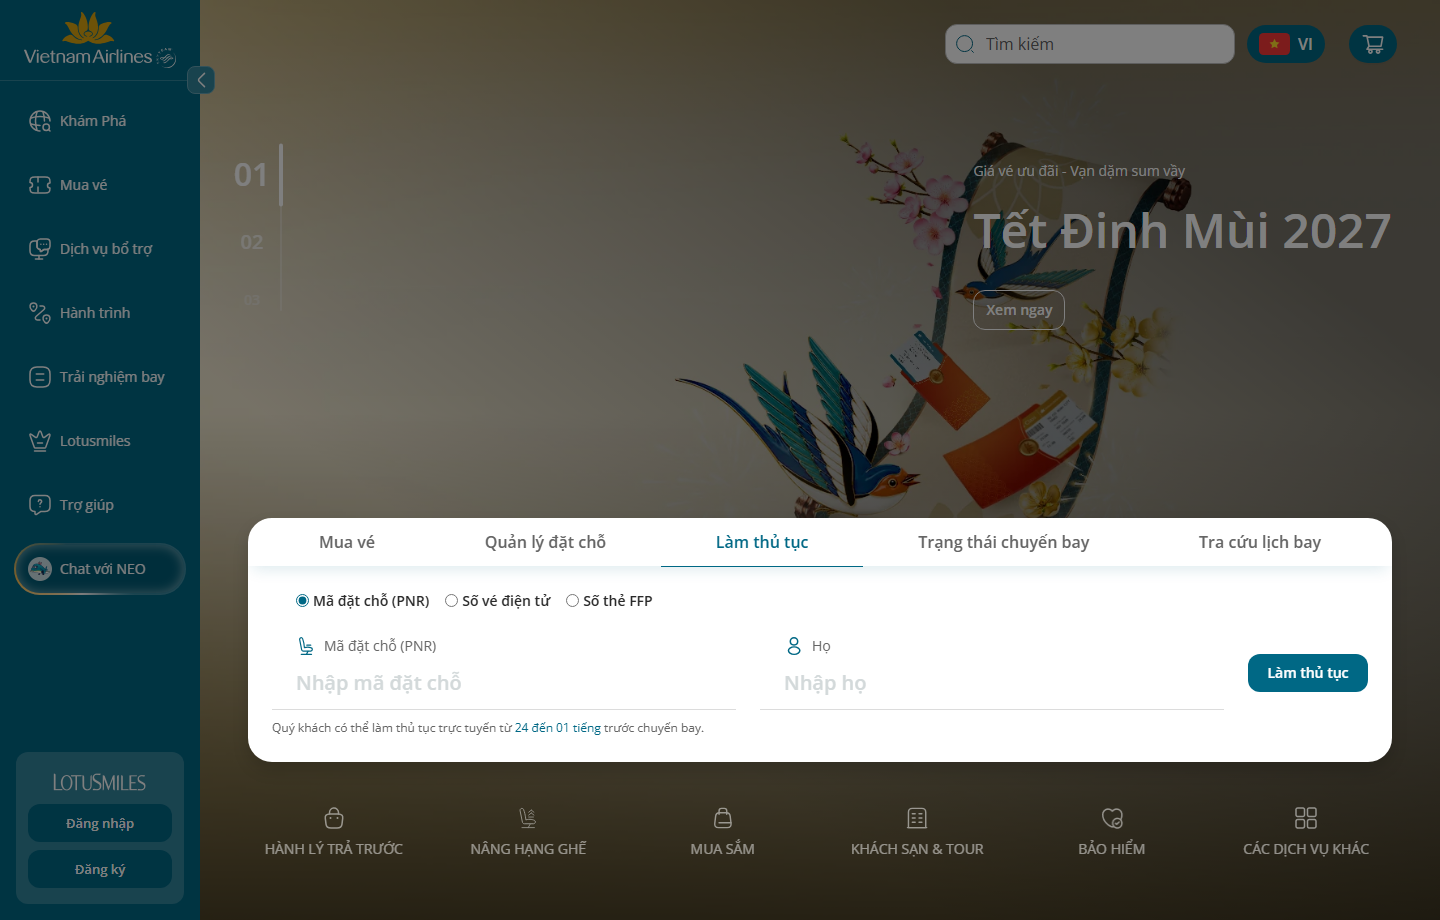 Vietnam Airlines
Khám Phá
Mua vé
Dịch vụ bổ trợ
Hành trình
Trải nghiệm bay
Lotusmiles
Trợ giúp
Chat với NEO
LOTUSMILES
Đăng nhập
Đăng ký
Tìm kiếm
VI
01
02
03
Giá vé ưu đãi - Vạn dặm sum vầy
Tết Đinh Mùi 2027
Xem ngay
Mua vé
Quản lý đặt chỗ
Làm thủ tục
Trạng thái chuyến bay
Tra cứu lịch bay
Mã đặt chỗ (PNR)
Số vé điện tử
Số thẻ FFP
Mã đặt chỗ (PNR)
Nhập mã đặt chỗ
Họ
Nhập họ
Làm thủ tục
Quý khách có thể làm thủ tục trực tuyến từ 24 đến 01 tiếng trước chuyến bay.
HÀNH LÝ TRẢ TRƯỚC
NÂNG HẠNG GHẾ
MUA SẮM
KHÁCH SẠN & TOUR
BẢO HIỂM
CÁC DỊCH VỤ KHÁC